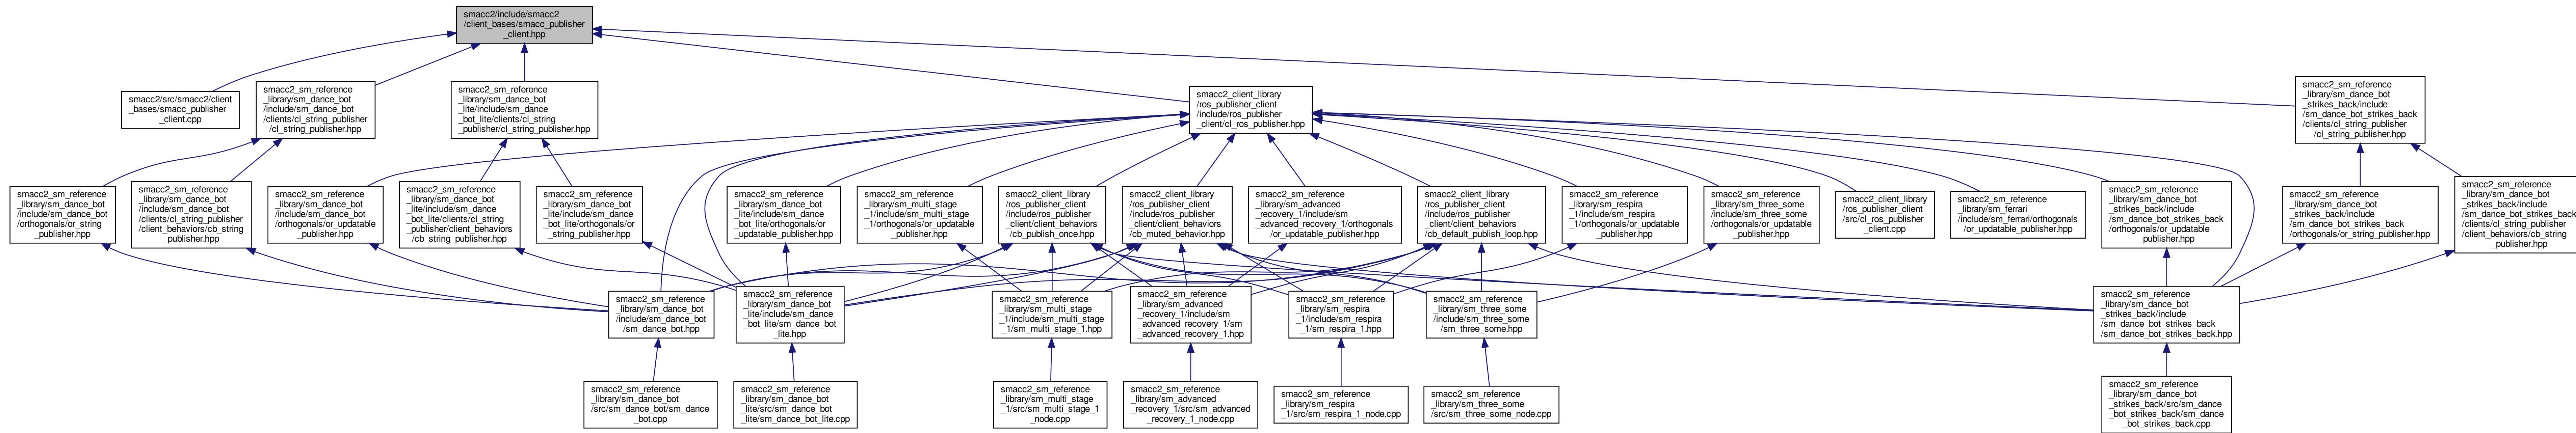 smacc2/include/smacc2
/client_bases/smacc_publisher
_client.hpp
smacc2/src/smacc2/client
_bases/smacc_publisher
_client.cpp
smacc2_sm_reference
_library/sm_dance_bot
/include/sm_dance_bot
/clients/cl_string_publisher
/cl_string_publisher.hpp
smacc2_sm_reference
_library/sm_dance_bot
_lite/include/sm_dance
_bot_lite/clients/cl_string
_publisher/cl_string_publisher.hpp
smacc2_client_library
/ros_publisher_client
/include/ros_publisher
_client/cl_ros_publisher.hpp
smacc2_sm_reference
_library/sm_dance_bot
_strikes_back/include
/sm_dance_bot_strikes_back
/clients/cl_string_publisher
/cl_string_publisher.hpp
smacc2_sm_reference
_library/sm_dance_bot
/include/sm_dance_bot
/orthogonals/or_string
_publisher.hpp
smacc2_sm_reference
_library/sm_dance_bot
/include/sm_dance_bot
/clients/cl_string_publisher
/client_behaviors/cb_string
_publisher.hpp
smacc2_sm_reference
_library/sm_dance_bot
/include/sm_dance_bot
/orthogonals/or_updatable
_publisher.hpp
smacc2_sm_reference
_library/sm_dance_bot
_lite/include/sm_dance
_bot_lite/clients/cl_string
_publisher/client_behaviors
/cb_string_publisher.hpp
smacc2_sm_reference
_library/sm_dance_bot
_lite/include/sm_dance
_bot_lite/orthogonals/or
_string_publisher.hpp
smacc2_sm_reference
_library/sm_dance_bot
_lite/include/sm_dance
_bot_lite/orthogonals/or
_updatable_publisher.hpp
smacc2_sm_reference
_library/sm_multi_stage
_1/include/sm_multi_stage
_1/orthogonals/or_updatable
_publisher.hpp
smacc2_client_library
/ros_publisher_client
/include/ros_publisher
_client/client_behaviors
/cb_publish_once.hpp
smacc2_client_library
/ros_publisher_client
/include/ros_publisher
_client/client_behaviors
/cb_muted_behavior.hpp
smacc2_sm_reference
_library/sm_advanced
_recovery_1/include/sm
_advanced_recovery_1/orthogonals
/or_updatable_publisher.hpp
smacc2_client_library
/ros_publisher_client
/include/ros_publisher
_client/client_behaviors
/cb_default_publish_loop.hpp
smacc2_sm_reference
_library/sm_respira
_1/include/sm_respira
_1/orthogonals/or_updatable
_publisher.hpp
smacc2_sm_reference
_library/sm_three_some
/include/sm_three_some
/orthogonals/or_updatable
_publisher.hpp
smacc2_client_library
/ros_publisher_client
/src/cl_ros_publisher
_client.cpp
smacc2_sm_reference
_library/sm_ferrari
/include/sm_ferrari/orthogonals
/or_updatable_publisher.hpp
smacc2_sm_reference
_library/sm_dance_bot
_strikes_back/include
/sm_dance_bot_strikes_back
/orthogonals/or_updatable
_publisher.hpp
smacc2_sm_reference
_library/sm_dance_bot
_strikes_back/include
/sm_dance_bot_strikes_back
/orthogonals/or_string_publisher.hpp
smacc2_sm_reference
_library/sm_dance_bot
_strikes_back/include
/sm_dance_bot_strikes_back
/clients/cl_string_publisher
/client_behaviors/cb_string
_publisher.hpp
smacc2_sm_reference
_library/sm_dance_bot
/include/sm_dance_bot
/sm_dance_bot.hpp
smacc2_sm_reference
_library/sm_dance_bot
_lite/include/sm_dance
_bot_lite/sm_dance_bot
_lite.hpp
smacc2_sm_reference
_library/sm_multi_stage
_1/include/sm_multi_stage
_1/sm_multi_stage_1.hpp
smacc2_sm_reference
_library/sm_advanced
_recovery_1/include/sm
_advanced_recovery_1/sm
_advanced_recovery_1.hpp
smacc2_sm_reference
_library/sm_respira
_1/include/sm_respira
_1/sm_respira_1.hpp
smacc2_sm_reference
_library/sm_three_some
/include/sm_three_some
/sm_three_some.hpp
smacc2_sm_reference
_library/sm_dance_bot
_strikes_back/include
/sm_dance_bot_strikes_back
/sm_dance_bot_strikes_back.hpp
smacc2_sm_reference
_library/sm_dance_bot
/src/sm_dance_bot/sm_dance
_bot.cpp
smacc2_sm_reference
_library/sm_dance_bot
_lite/src/sm_dance_bot
_lite/sm_dance_bot_lite.cpp
smacc2_sm_reference
_library/sm_multi_stage
_1/src/sm_multi_stage_1
_node.cpp
smacc2_sm_reference
_library/sm_advanced
_recovery_1/src/sm_advanced
_recovery_1_node.cpp
smacc2_sm_reference
_library/sm_respira
_1/src/sm_respira_1_node.cpp
smacc2_sm_reference
_library/sm_three_some
/src/sm_three_some_node.cpp
smacc2_sm_reference
_library/sm_dance_bot
_strikes_back/src/sm_dance
_bot_strikes_back/sm_dance
_bot_strikes_back.cpp